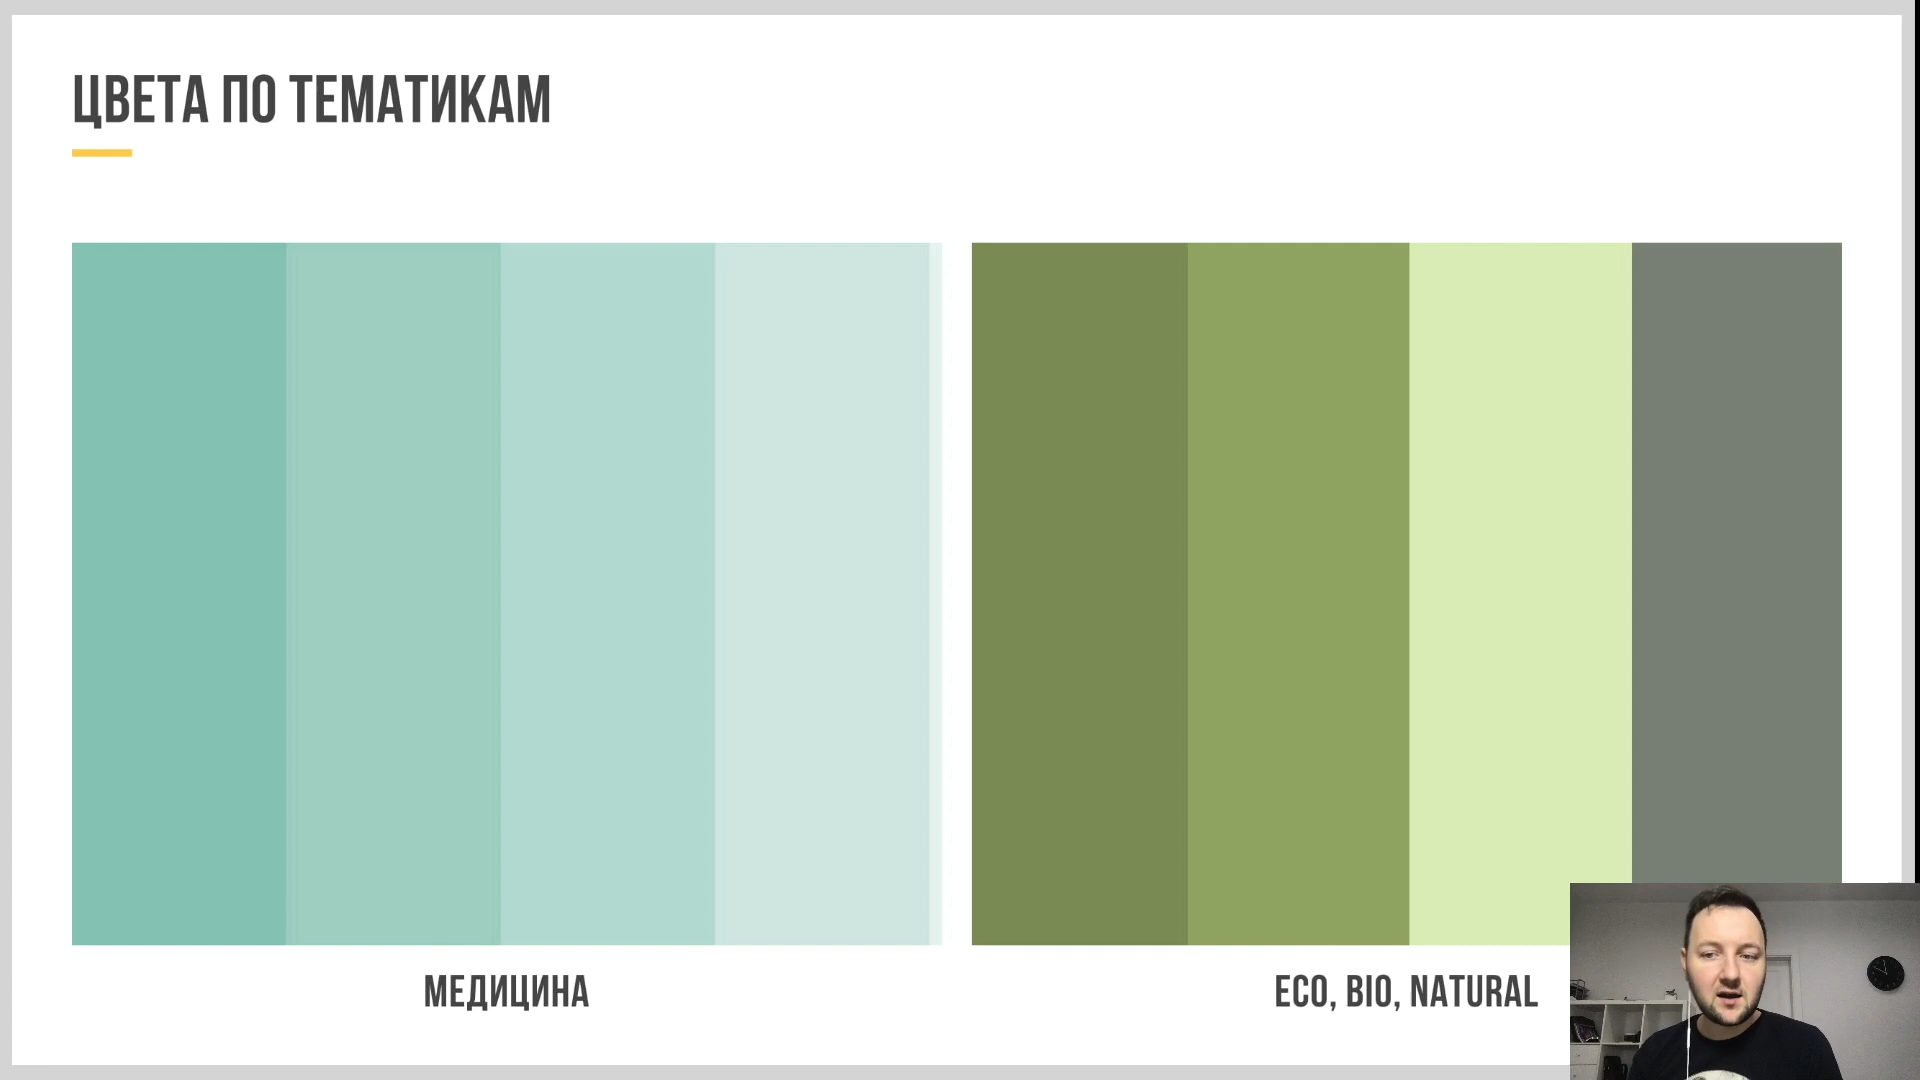 ЦВЕТА ПО ТЕМАТИКАМ
МЕДИЦИНА
ECO, BIO, NATURAL